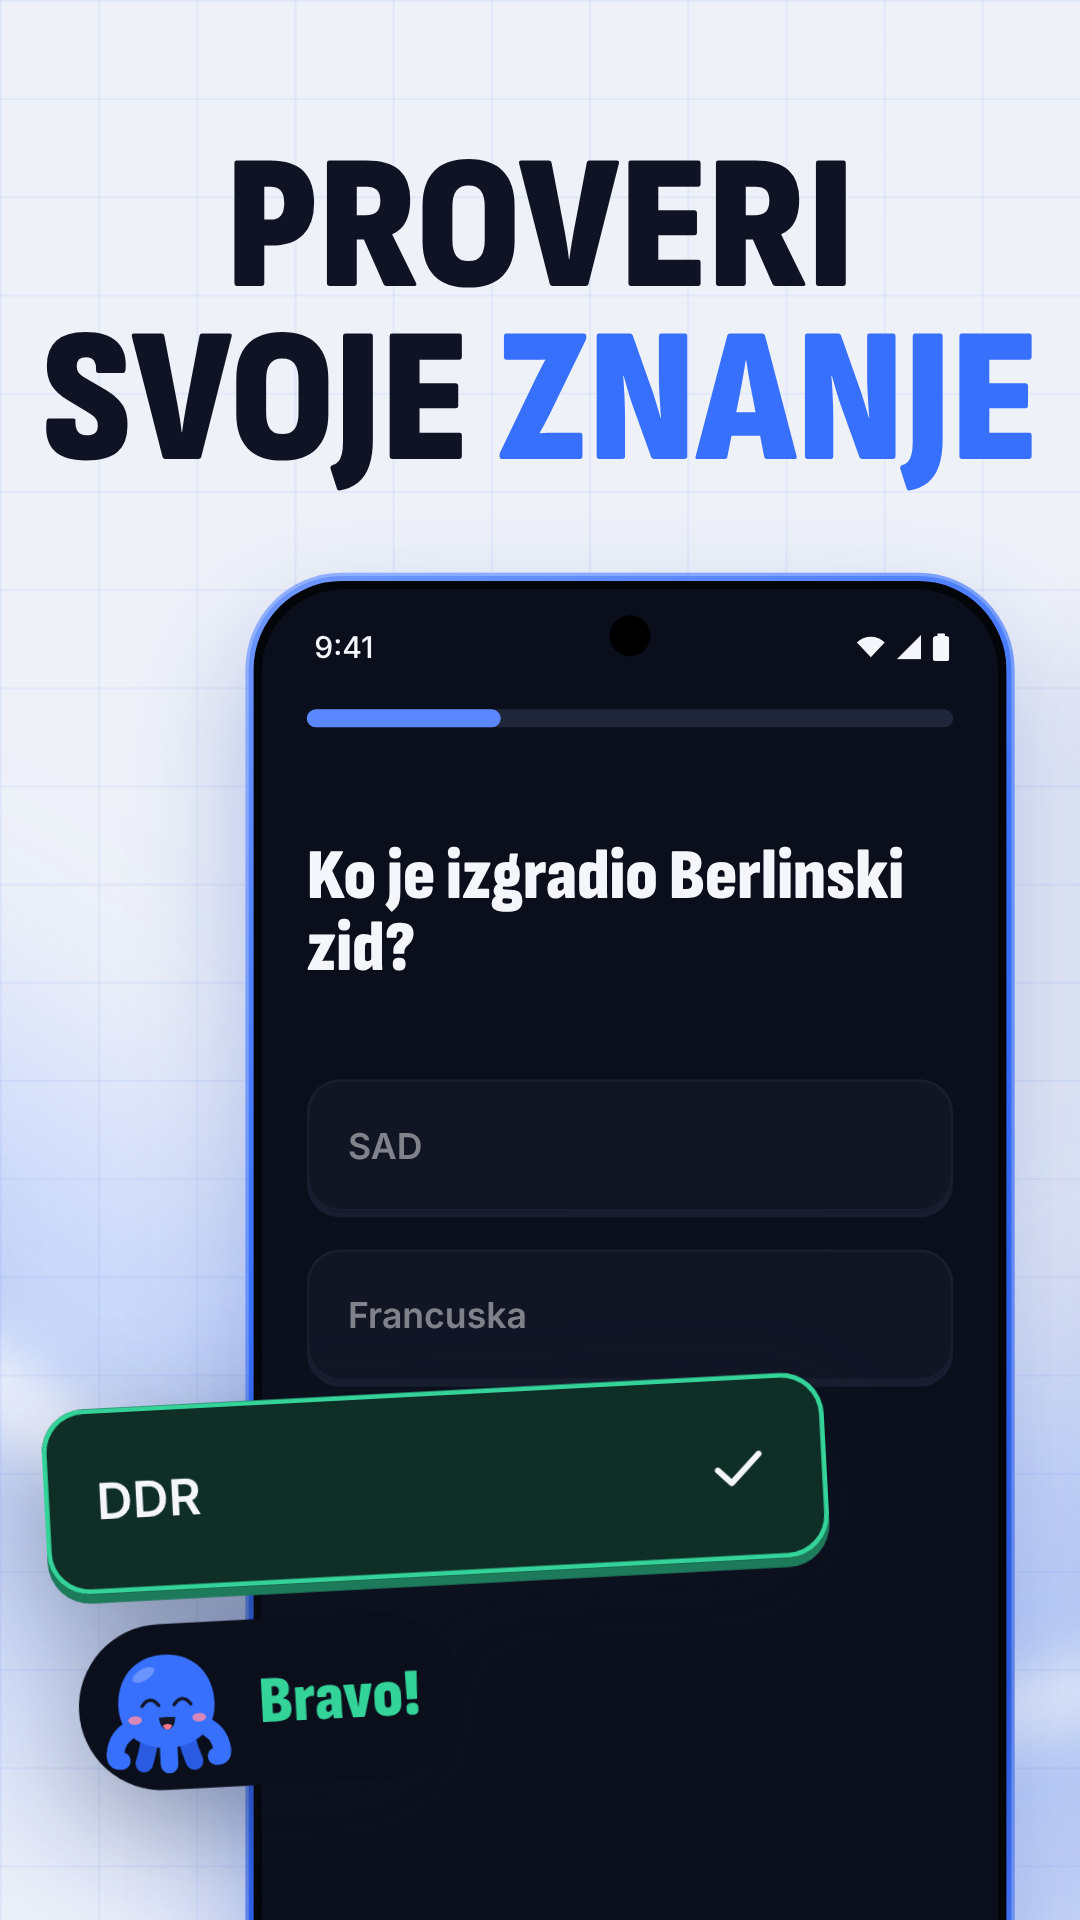 PROVERI
SVOJE ZNANJE
9:41
Ko je izgradio Berlinski
zid?
SAD
Francuska
DDR
Bravo!